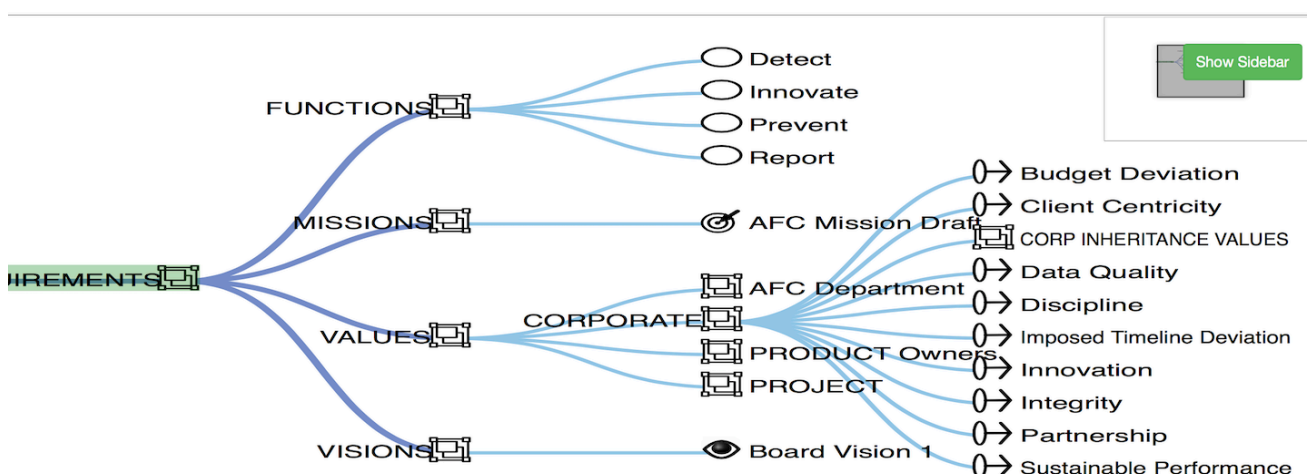 Show Sidebar
UIREMENTS
FUNCTIONS
Detect
Innovate
Prevent
Report
MISSIONS
AFC Mission Draft
VALUES
AFC Department
CORPORATE
Budget Deviation
Client Centricity
CORP INHERITANCE VALUES
Data Quality
Discipline
Imposed Timeline Deviation
Innovation
Integrity
Partnership
Sustainable Performance
PRODUCT Owners
PROJECT
VISIONS
Board Vision 1